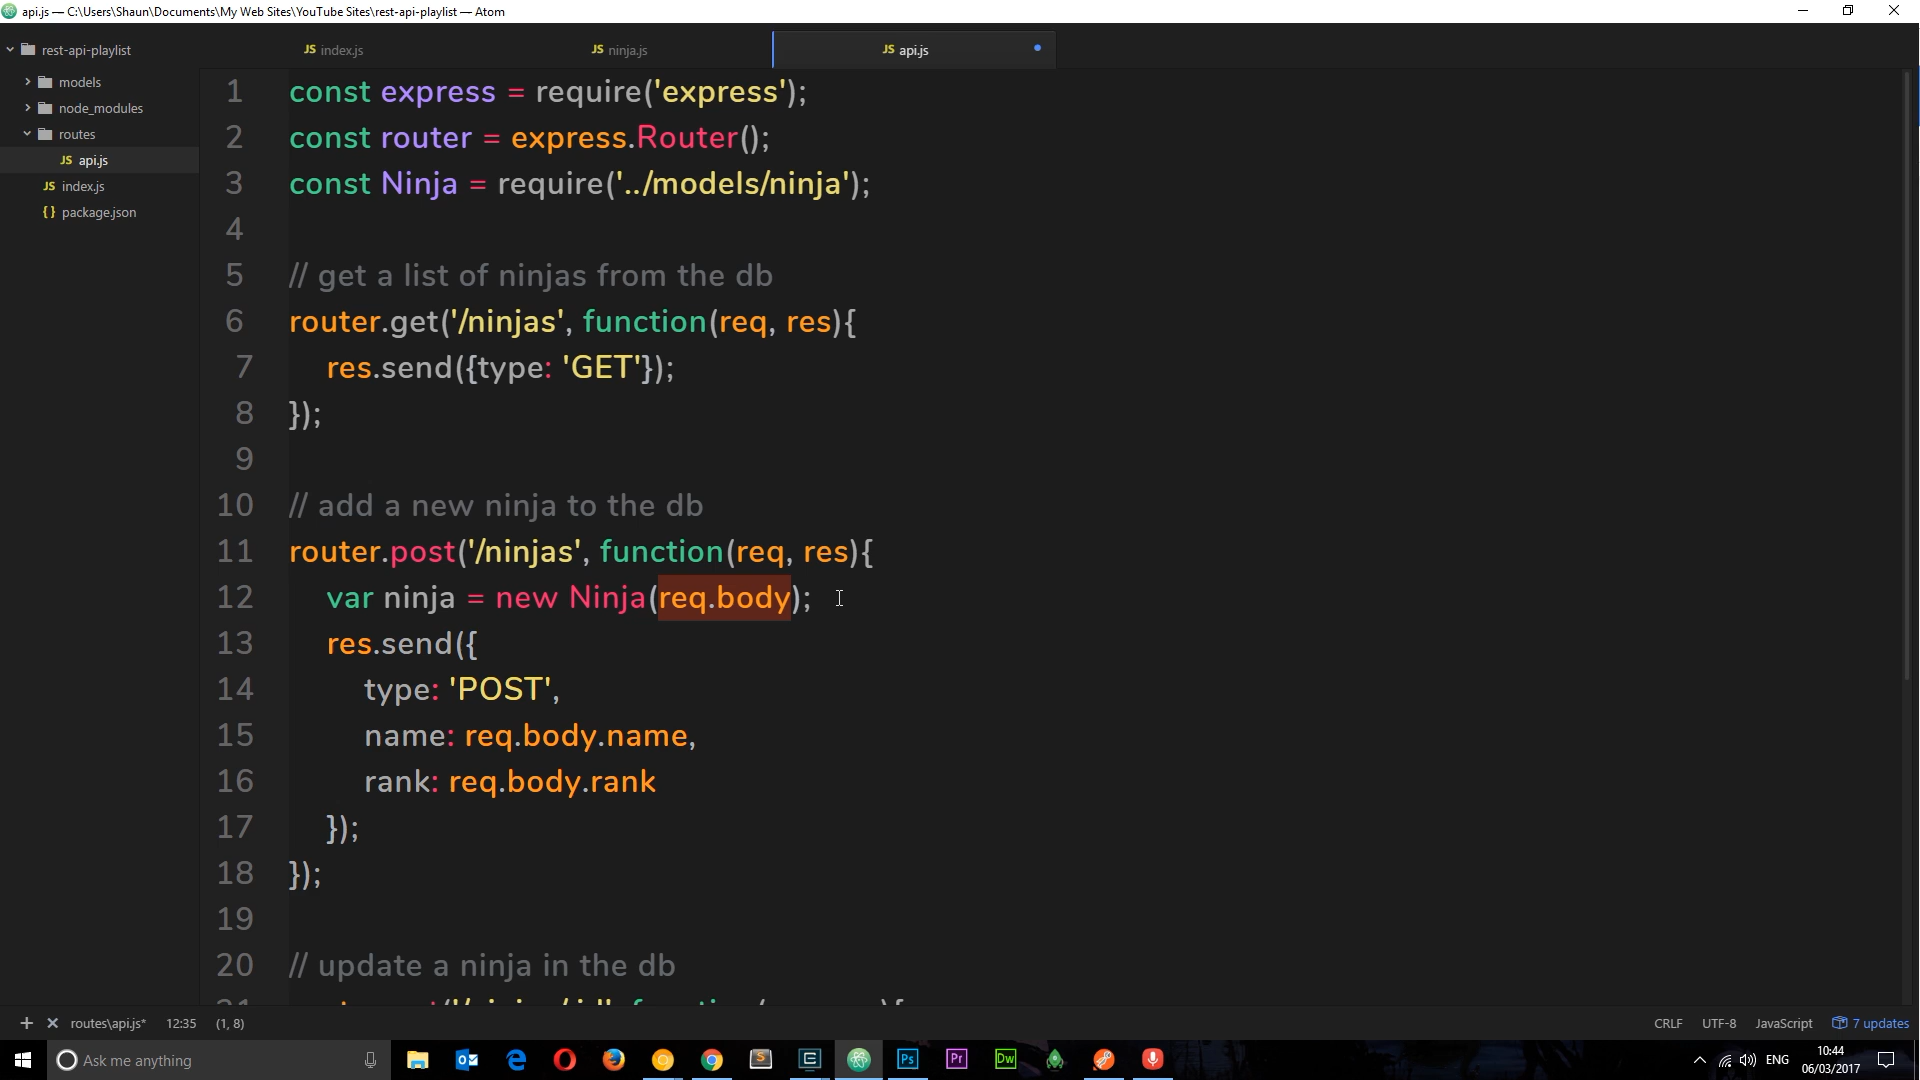 api.js — C:\Users\Shaun\Documents\My Web Sites\YouTube Sites\rest-api-playlist — Atom
rest-api-playlist
models
node_modules
routes
JS api.js
JS index.js
{} package.json
JS index.js
JS ninja.js
JS api.js
1 const express = require('express');
2 const router = express.Router();
3 const Ninja = require('../models/ninja');
4
5 // get a list of ninjas from the db
6 router.get('/ninjas', function(req, res){
7 res.send({type: 'GET'});
8 });
9
10 // add a new ninja to the db
11 router.post('/ninjas', function(req, res){
12 var ninja = new Ninja(req.body);
13 res.send({
14 type: 'POST',
15 name: req.body.name,
16 rank: req.body.rank
17 });
18 });
19
20 // update a ninja in the db
routes\api.js* 12:35 (1, 8)
CRLF UTF-8 JavaScript 7 updates
Ask me anything
Ps
Pr
Dw
ENG
10:44
06/03/2017